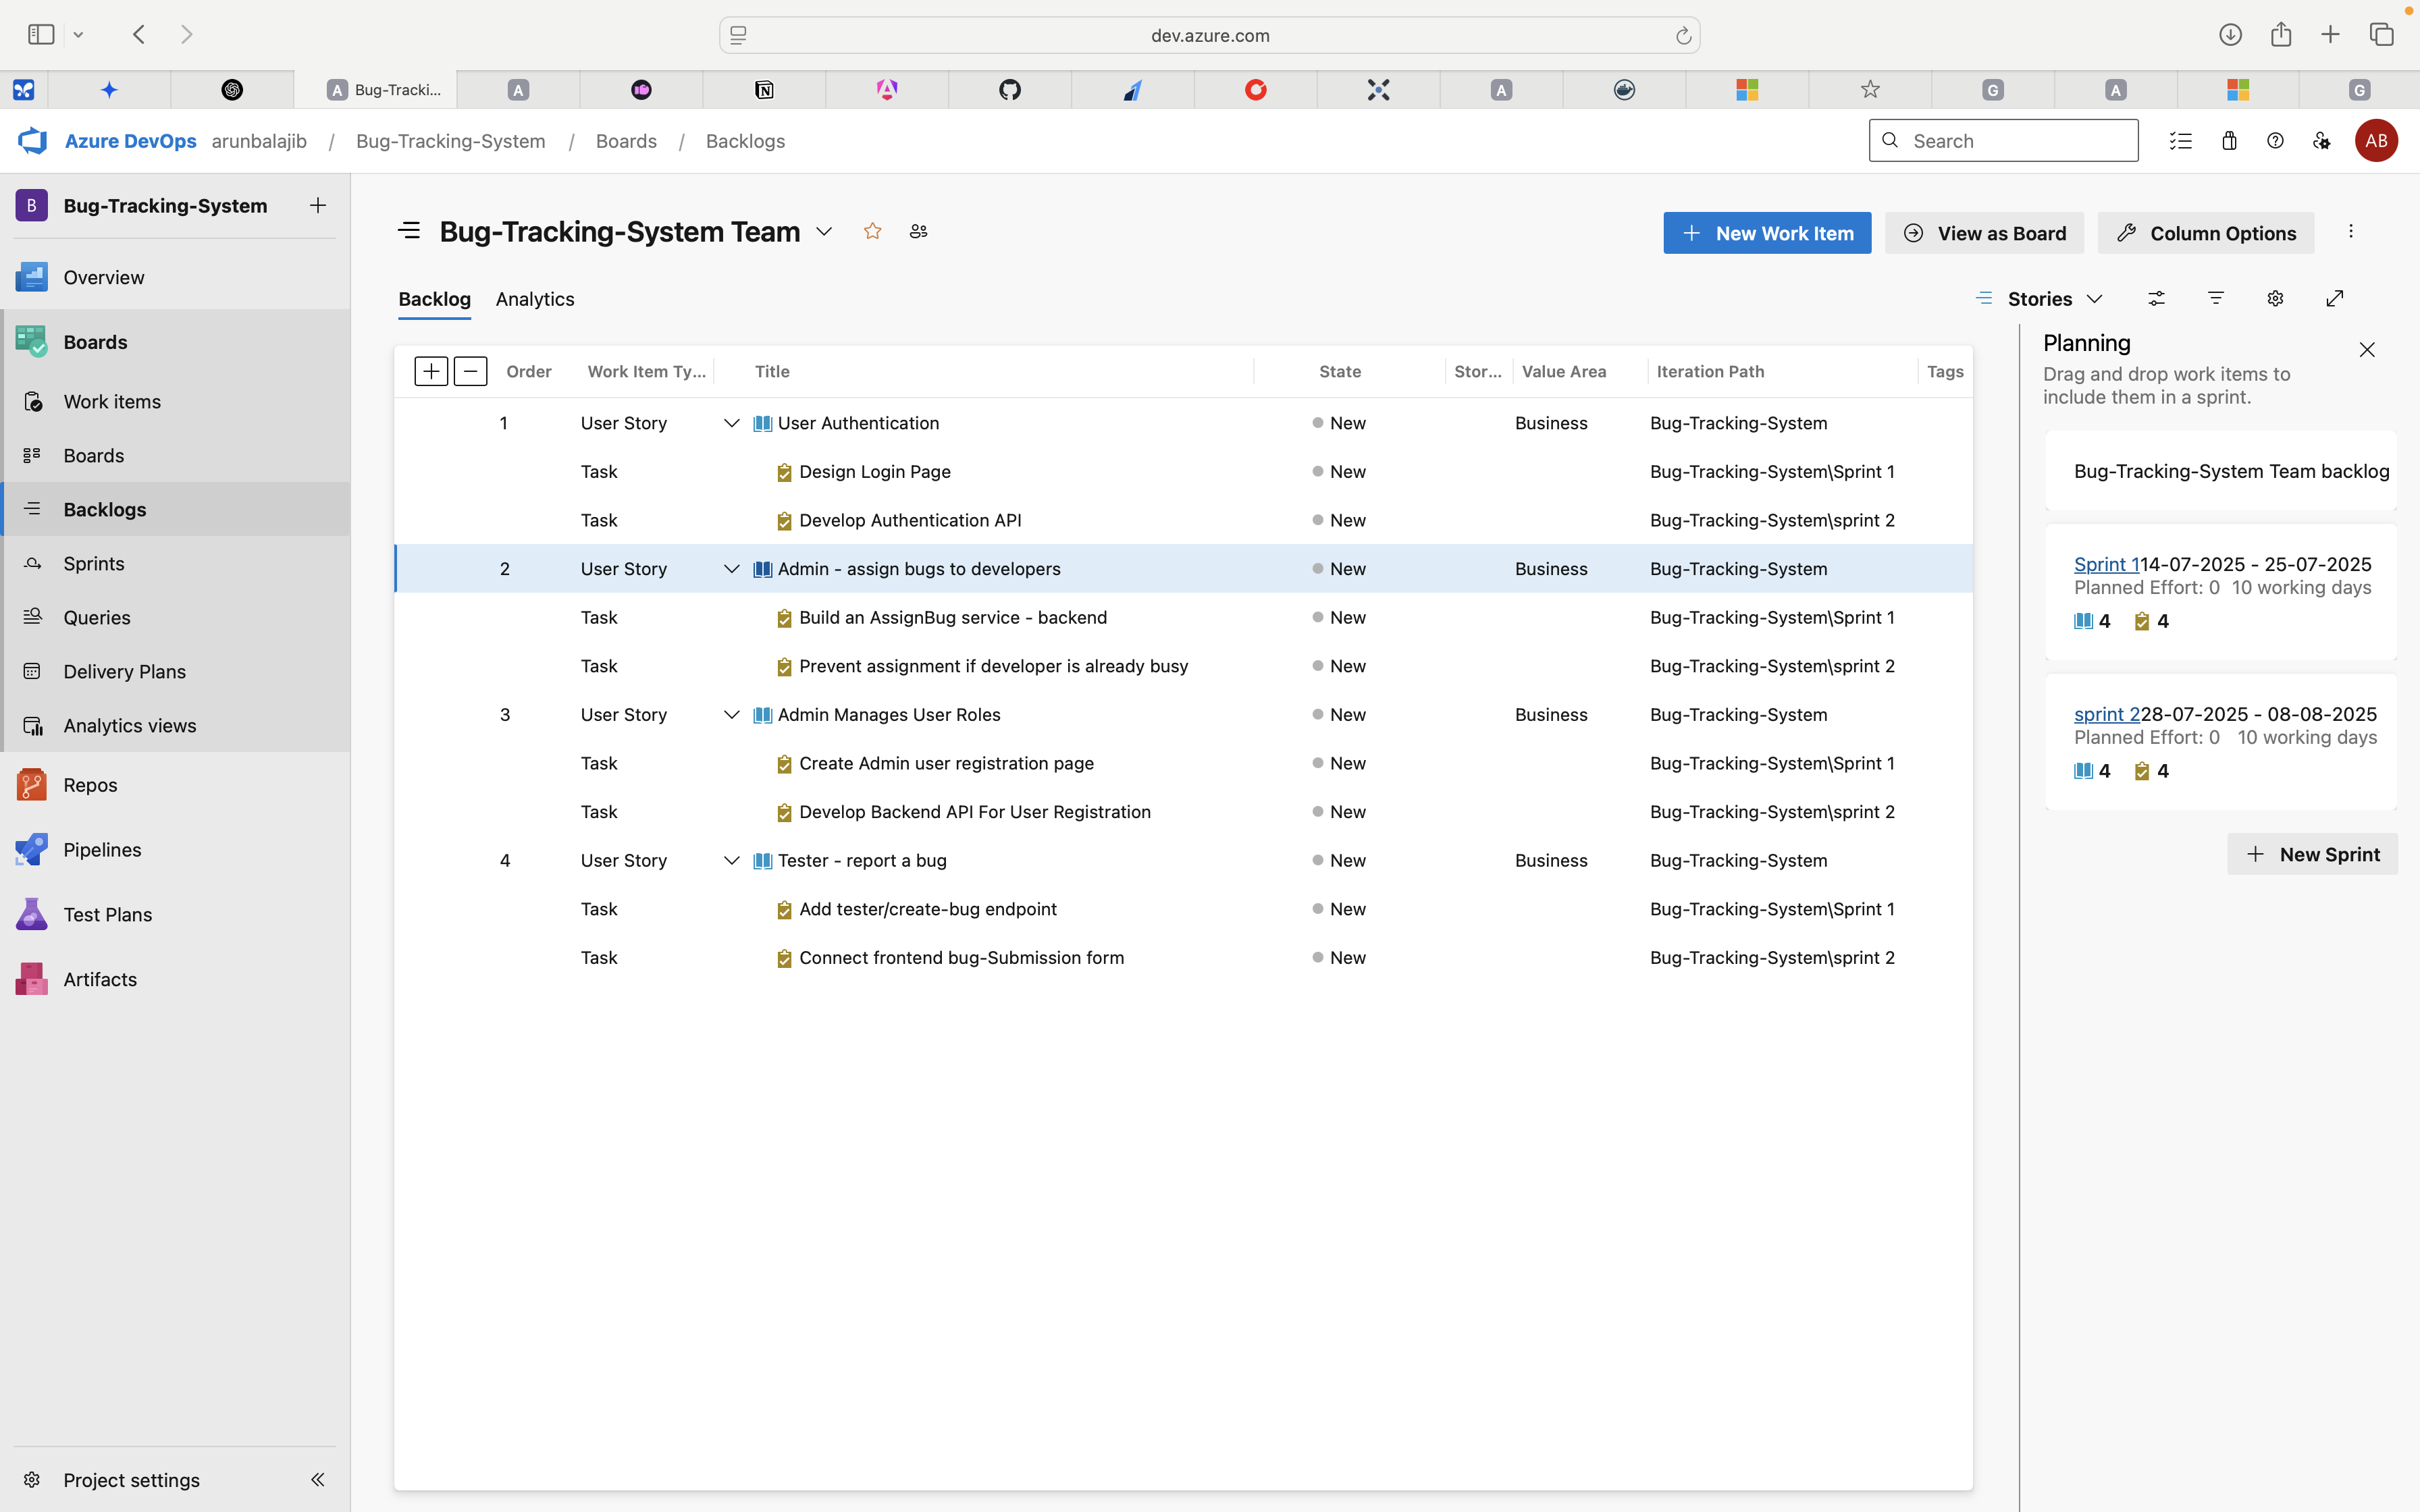 dev.azure.com
A Bug-Tracki...
A
A
G
A
G
Azure DevOps arunbalajib / Bug-Tracking-System / Boards / Backlogs
Search
AB
B Bug-Tracking-System
Overview
Boards
Work items
Boards
Backlogs
Sprints
Queries
Delivery Plans
Analytics views
Repos
Pipelines
Test Plans
Artifacts
Project settings
Bug-Tracking-System Team
New Work Item
View as Board
Column Options
Backlog Analytics
Stories
Order Work Item Ty... Title State Stor... Value Area Iteration Path Tags
1 User Story User Authentication New Business Bug-Tracking-System
Task Design Login Page New Bug-Tracking-System\Sprint 1
Task Develop Authentication API New Bug-Tracking-System\sprint 2
2 User Story Admin - assign bugs to developers New Business Bug-Tracking-System
Task Build an AssignBug service - backend New Bug-Tracking-System\Sprint 1
Task Prevent assignment if developer is already busy New Bug-Tracking-System\sprint 2
3 User Story Admin Manages User Roles New Business Bug-Tracking-System
Task Create Admin user registration page New Bug-Tracking-System\Sprint 1
Task Develop Backend API For User Registration New Bug-Tracking-System\sprint 2
4 User Story Tester - report a bug New Business Bug-Tracking-System
Task Add tester/create-bug endpoint New Bug-Tracking-System\Sprint 1
Task Connect frontend bug-Submission form New Bug-Tracking-System\sprint 2
Planning
Drag and drop work items to
include them in a sprint.
Bug-Tracking-System Team backlog
Sprint 114-07-2025 - 25-07-2025
Planned Effort: 0 10 working days
4 4
sprint 228-07-2025 - 08-08-2025
Planned Effort: 0 10 working days
4 4
New Sprint